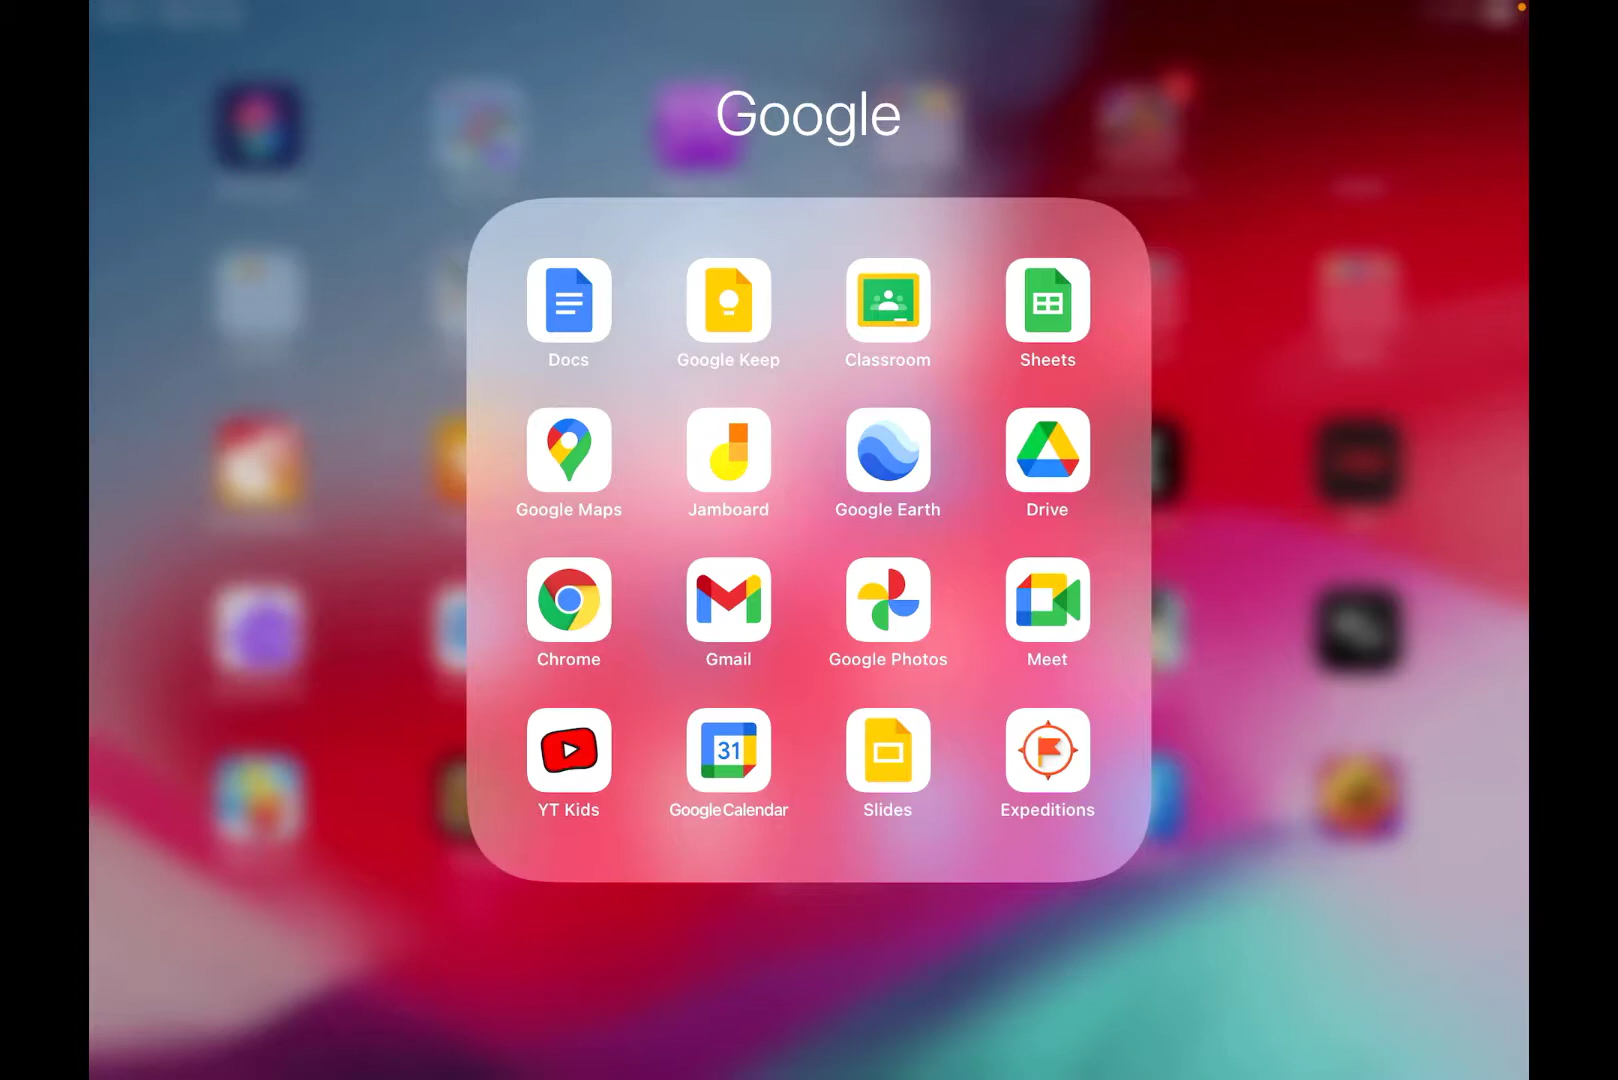 Google
Docs
Google Keep
Classroom
Sheets
Google Maps
Jamboard
Google Earth
Drive
Chrome
Gmail
Google Photos
Meet
YT Kids
31
Google Calendar
Slides
Expeditions